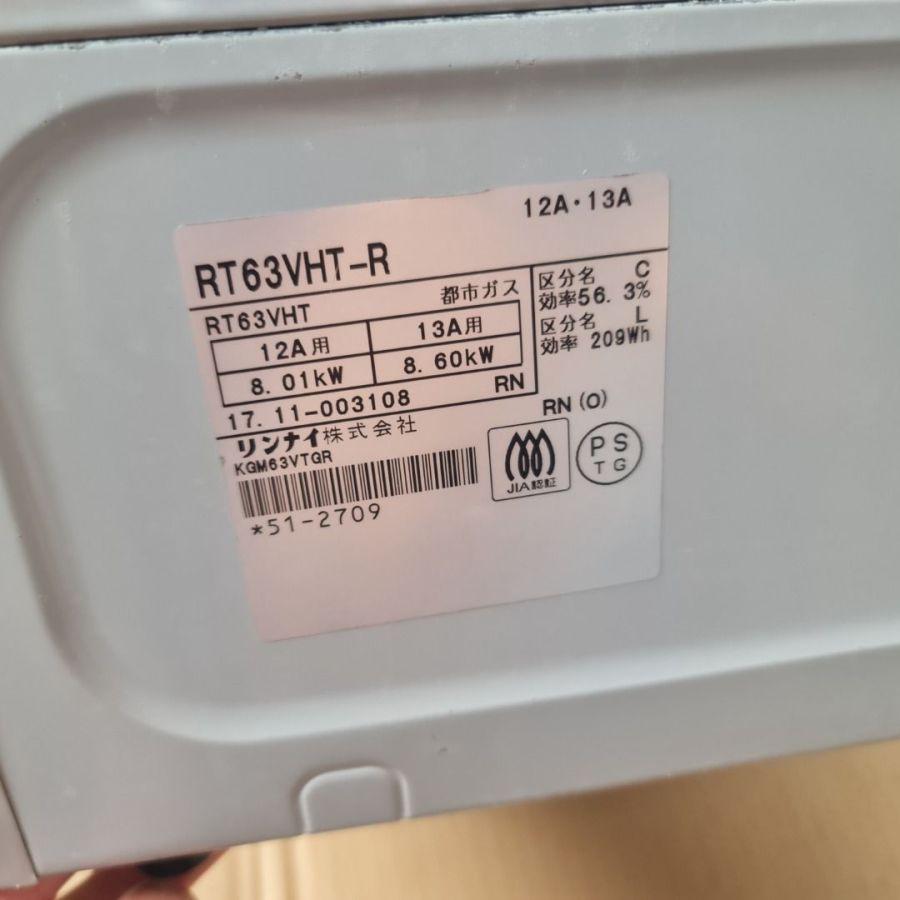 12A・13A
RT63VHT-R
RT63VHT 都市ガス
12A用 13A用
8.01kW 8.60kW
17.11-003108 RN
区分名 C
効率56.3%
区分名 L
効率 209Wh
リンナイ株式会社
RN(O)
KGM63VTGR
*51-2709
JIA認証
PS
TG